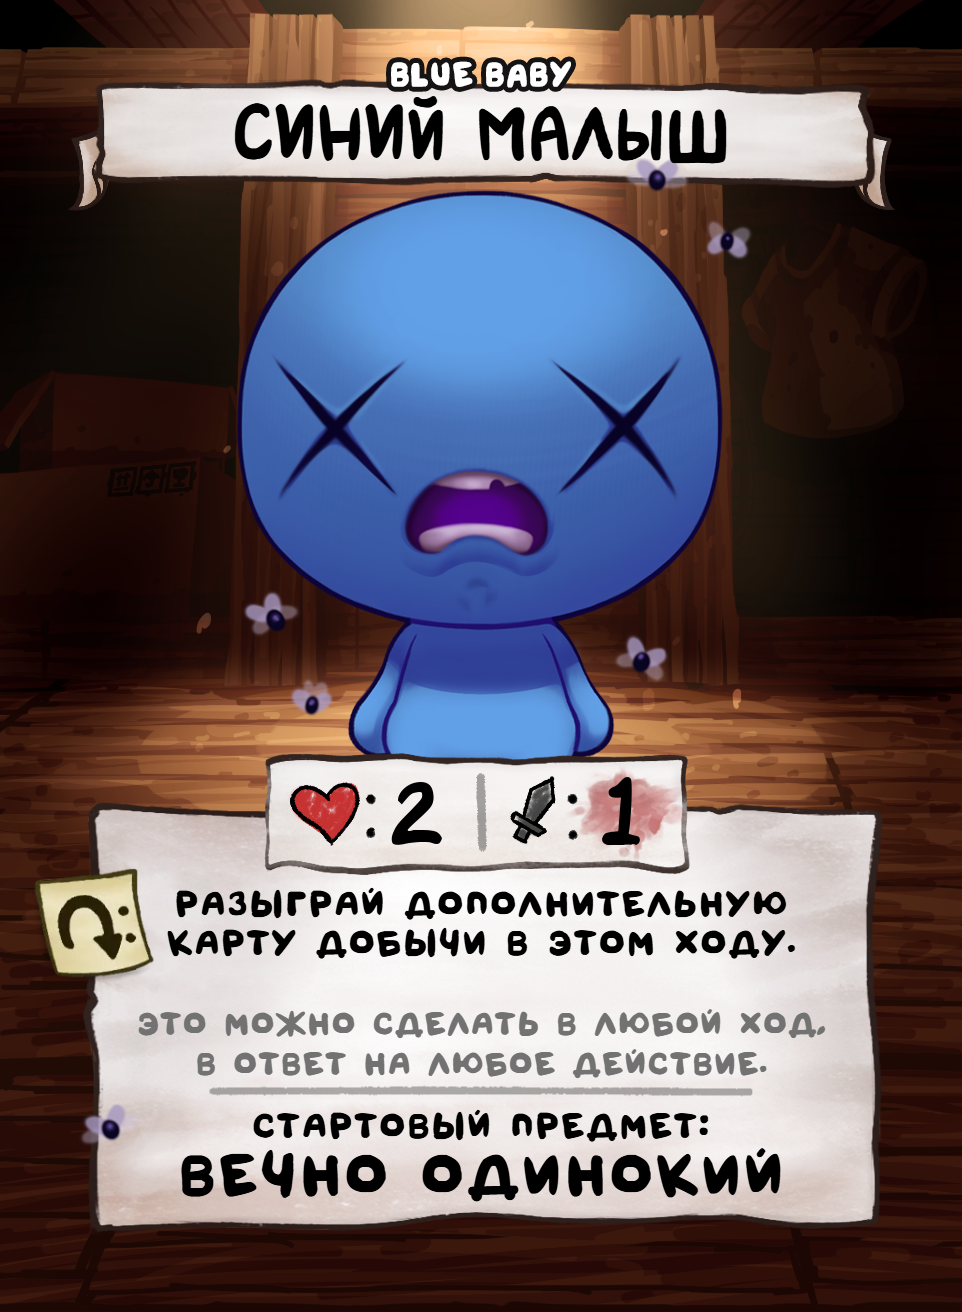 BLUE BABY
СИНИЙ МАЛЫШ
: 2 | : 1
РАЗЫГРАЙ ДОПОЛНИТЕЛЬНУЮ
КАРТУ ДОБЫЧИ В ЭТОМ ХОДУ.
ЭТО МОЖНО СДЕЛАТЬ В ЛЮБОЙ ХОД,
В ОТВЕТ НА ЛЮБОЕ ДЕЙСТВИЕ.
СТАРТОВЫЙ ПРЕДМЕТ:
ВЕЧНО ОДИНОКИЙ